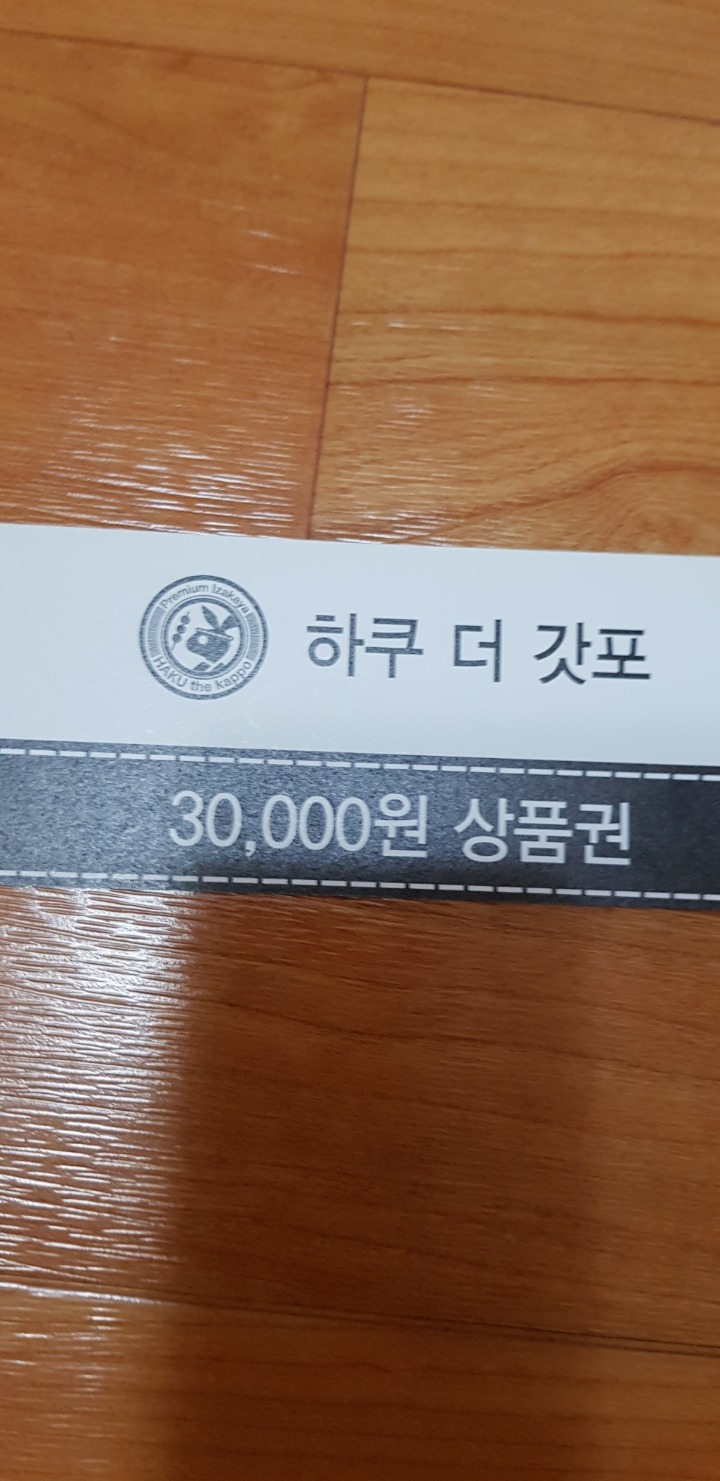 Premium Izakaya
HAKU the kappo
하쿠 더 갓포
30,000원 상품권